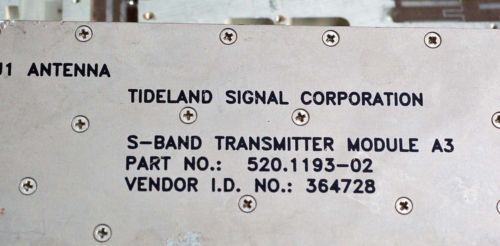 J1 ANTENNA
TIDELAND SIGNAL CORPORATION
S-BAND TRANSMITTER MODULE A3
PART NO.: 520.1193-02
VENDOR I.D. NO.: 364728